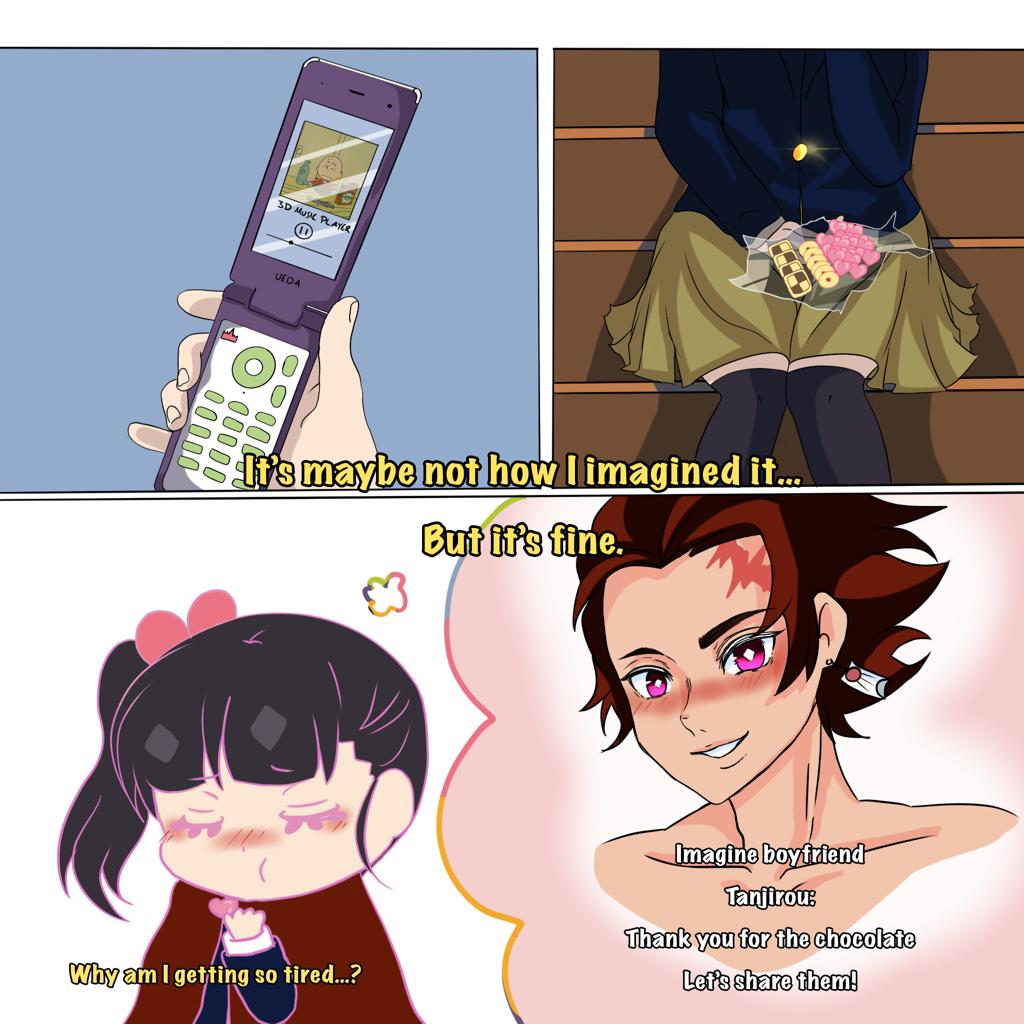 3D MUSIC PLAYER
UEDA
It's maybe not how I imagined it...
But it's fine.
Imagine boyfriend
Tanjirou:
Thank you for the chocolate
Let's share them!
Why am I getting so tired...?